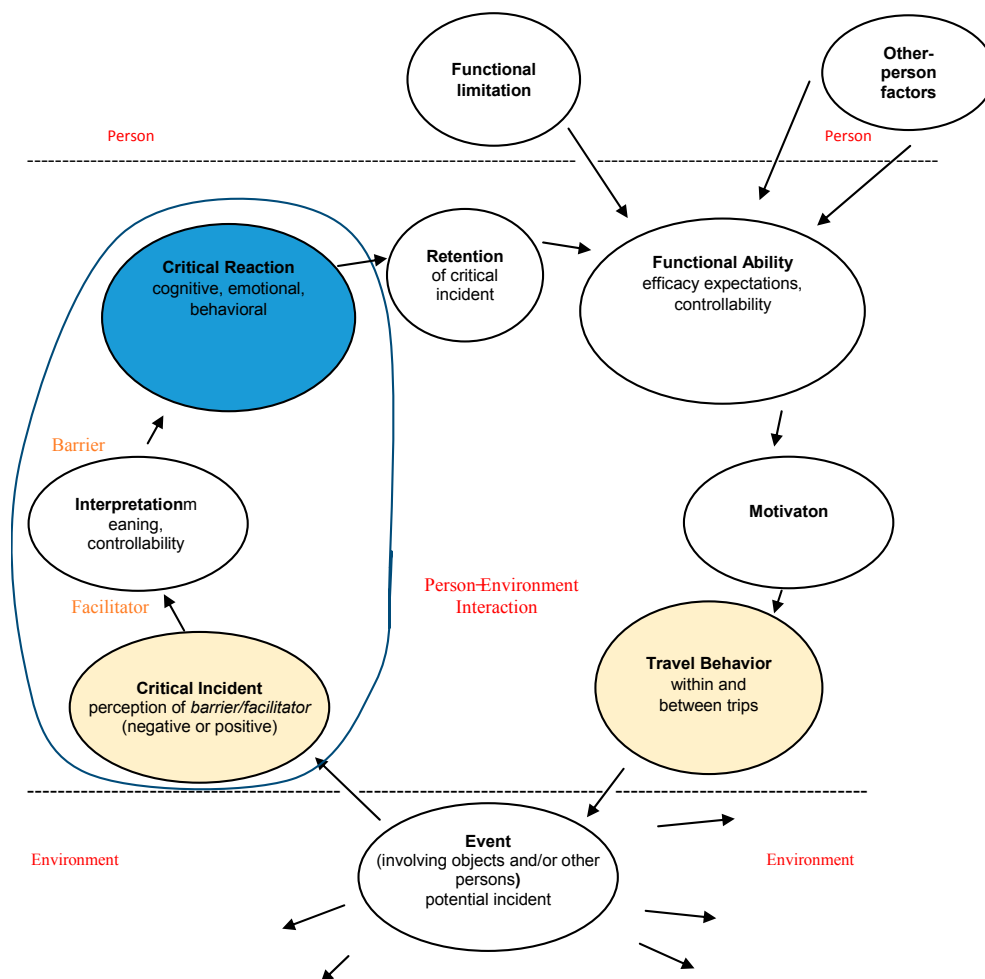 Functional
limitation
Other-
person
factors
Person
Person
Critical Reaction
cognitive, emotional,
behavioral
Retention
of critical
incident
Functional Ability
efficacy expectations,
controllability
Barrier
Interpretationm
eaning,
controllability
Motivaton
Facilitator
Person-Environment
Interaction
Critical Incident
perception of barrier/facilitator
(negative or positive)
Travel Behavior
within and
between trips
Environment
Event
(involving objects and/or other
persons)
potential incident
Environment